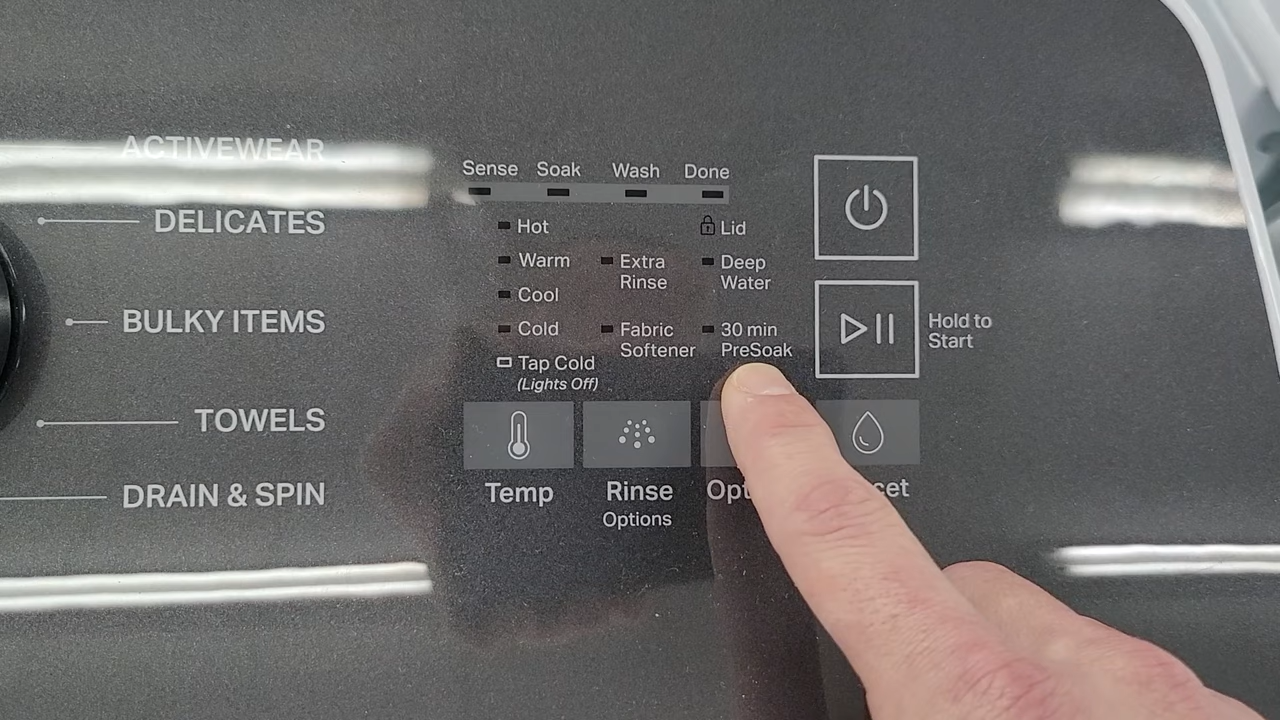 ACTIVEWEAR
DELICATES
BULKY ITEMS
TOWELS
DRAIN & SPIN
Sense Soak Wash Done
Hot
Warm
Cool
Cold
Tap Cold
(Lights Off)
Extra
Rinse
Fabric
Softener
Lid
Deep
Water
30 min
PreSoak
Hold to
Start
Temp
Rinse
Options